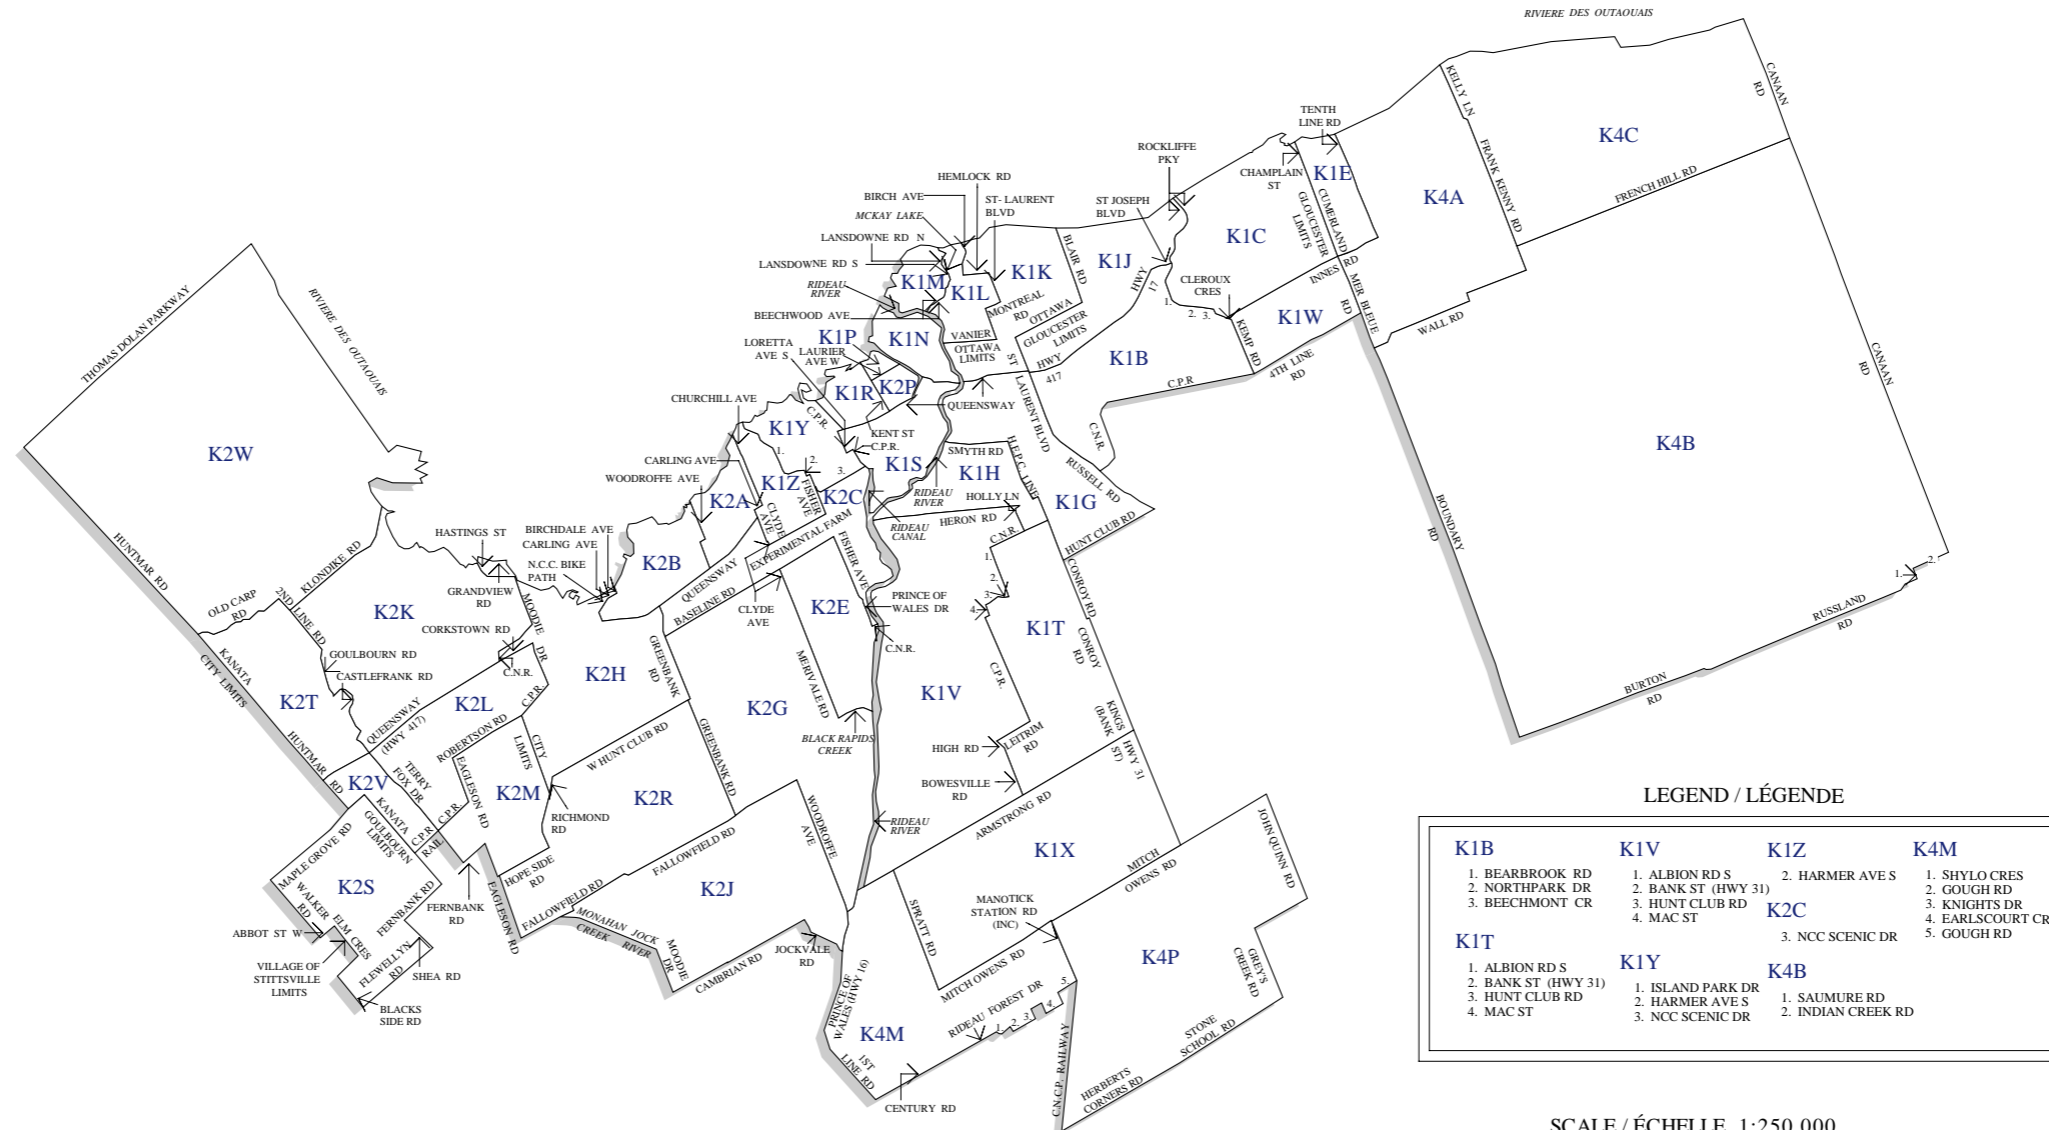 RIVIERE DES OUTAOUAIS
CANAAN
RD
KELLY LN
K4C
TENTH
LINE RD
ROCKLIFFE
PKY
FRANK KENNY RD
K1E
CHAMPLAIN
ST
HEMLOCK RD
FRENCH HILL RD
BIRCH AVE
ST- LAURENT
BLVD
ST JOSEPH
BLVD
K4A
MCKAY LAKE
CUMERLAND
GLOUCESTER
LIMITS
LANSDOWNE RD N
BLAIR RD
K1C
K1J
LANSDOWNE RD S
K1K
INNES RD
K1M
K1L
HWY
17
CLEROUX
CRES
MER BLEUE
RD
RIDEAU
RIVER
THOMAS DOLAN PARKWAY
RIVIERE DES OUTAOUAIS
MONTREAL
RD
1.
2. 3.
BEECHWOOD AVE
OTTAWA
GLOUCESTER
LIMITS
K1W
WALL RD
K1P
K1N
VANIER
OTTAWA
LIMITS
KEMP RD
LORETTA
AVE S
LAURIER
AVE W
HWY
417
K1B
4TH LINE
RD
CANAAN
RD
ST
LAURENT BLVD
C.P.R
K1R
K2P
CHURCHILL AVE
QUEENSWAY
C.P.R.
K1Y
KENT ST
C.P.R.
K4B
C.N.R.
K2W
1.
2.
3.
SMYTH RD
H.E.P.C. LINE
CARLING AVE
K1S
K1H
RUSSELL RD
WOODROFFE AVE
K1Z
FISHER
AVE
K2C
RIDEAU
RIVER
HOLLY LN
K1G
K2A
CLYDE
AVE
RIDEAU
CANAL
HERON RD
BOUNDARY
RD
HUNTMAR RD
HASTINGS ST
BIRCHDALE AVE
CARLING AVE
N.C.C. BIKE
PATH
EXPERIMENTAL FARM
C.N.R.
HUNT CLUB RD
KLONDIKE RD
K2B
FISHER AVE
1.
2.
3.
4.
1.
2.
GRANDVIEW
RD
QUEENSWAY
BASELINE RD
CONROY RD
OLD CARP
RD
2ND LINE RD
K2K
MOODIE
DR
CLYDE
AVE
K2E
PRINCE OF
WALES DR
RUSSLAND
RD
CORKSTOWN RD
K1T
KANATA
CITY LIMITS
GOULBOURN RD
CASTLEFRANK RD
C.N.R.
GREENBANK
RD
C.N.R.
CONROY
RD
K2T
K2L
C.P.R.
K2H
MERIVALE RD
C.P.R.
K1V
BURTON
RD
QUEENSWAY
(HWY 417)
ROBERTSON RD
K2G
HUNTMAR
RD
CITY
LIMITS
W HUNT CLUB RD
GREENBANK RD
BLACK RAPIDS
CREEK
HIGH RD
LEITRIM
RD
KINGS HWY 31
(BANK ST)
K2V
TERRY
FOX DR
EAGLESON RD
K2M
K2R
BOWESVILLE
RD
LEGEND / LÉGENDE
KANATA
GOULBOURN
LIMITS
C.P.R.
RICHMOND
RD
WOODROFFE
AVE
RIDEAU
RIVER
ARMSTRONG RD
MAPLE GROVE RD
C.P.R
RAIL
FALLOWFIELD RD
K1X
JOHN QUINN RD
K2S
HOPE SIDE
RD
MITCH
OWENS RD
WALKER
RD
ELM CRES
FERNBANK RD
FERNBANK
RD
EAGLESON RD
FALLOWFIELD RD
K2J
SPRATT RD
MANOTICK
STATION RD
(INC)
ABBOT ST W
VILLAGE OF
STITTSVILLE
LIMITS
FLEWELLYN
RD
SHEA RD
MONAHAN JOCK
CREEK RIVER
MOODIE
DR
CAMBRIAN RD
JOCKVALE
RD
PRINCE OF
WALES (HWY 16)
MITCH OWENS RD
K4P
GREY'S
CREEK RD
BLACKS
SIDE RD
K4M
RIDEAU FOREST DR
1.
2.
3.
4.
5.
STONE
SCHOOL RD
1ST
LINE RD
CENTURY RD
C.N.C.P. RAILWAY
HERBERTS
CORNERS RD
K1B
1. BEARBROOK RD
2. NORTHPARK DR
3. BEECHMONT CR
K1T
1. ALBION RD S
2. BANK ST (HWY 31)
3. HUNT CLUB RD
4. MAC ST
K1V
1. ALBION RD S
2. BANK ST (HWY 31)
3. HUNT CLUB RD
4. MAC ST
K1Y
1. ISLAND PARK DR
2. HARMER AVE S
3. NCC SCENIC DR
K1Z
2. HARMER AVE S
K2C
3. NCC SCENIC DR
K4B
1. SAUMURE RD
2. INDIAN CREEK RD
K4M
1. SHYLO CRES
2. GOUGH RD
3. KNIGHTS DR
4. EARLSCOURT CR
5. GOUGH RD
SCALE / ÉCHELLE 1:250 000